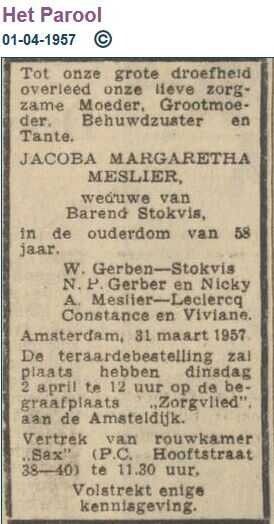 Het Parool
01-04-1957 ©
Tot onze grote droefheid
overleed onze lieve zorg-
zame Moeder, Grootmoe-
der, Behuwdzuster en
Tante.
JACOBA MARGARETHA
MESLIER,
weduwe van
Barend Stokvis,
in de ouderdom van 58
jaar.
W. Gerben—Stokvis
N. P. Gerber en Nicky
A. Meslier—Leclercq
Constance en Viviane.
Amsterdam, 31 maart 1957.
De teraardebestelling zal
plaats hebben dinsdag
2 april te 12 uur op de be-
graafplaats „Zorgvlied”,
aan de Amsteldijk.
Vertrek van rouwkamer
„Sax” (P.C. Hooftstraat
38—40) te 11.30 uur.
Volstrekt enige
kennisgeving.